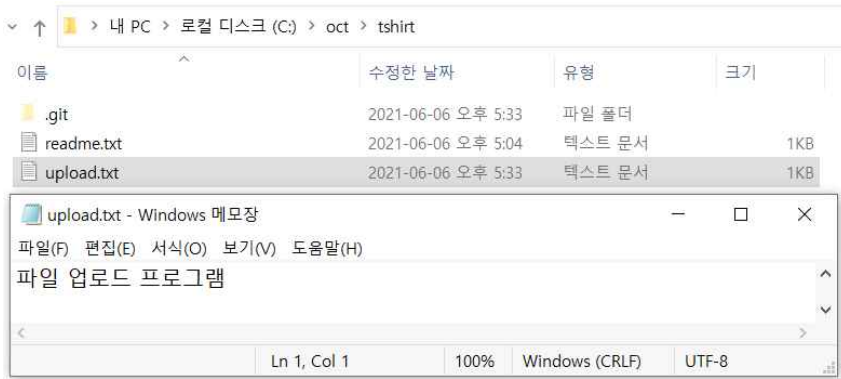 내 PC > 로컬 디스크 (C:) > oct > tshirt
이름 수정한 날짜 유형 크기
.git 2021-06-06 오후 5:33 파일 폴더
readme.txt 2021-06-06 오후 5:04 텍스트 문서 1KB
upload.txt 2021-06-06 오후 5:33 텍스트 문서 1KB
upload.txt - Windows 메모장
파일(F) 편집(E) 서식(O) 보기(V) 도움말(H)
파일 업로드 프로그램
Ln 1, Col 1 100% Windows (CRLF) UTF-8